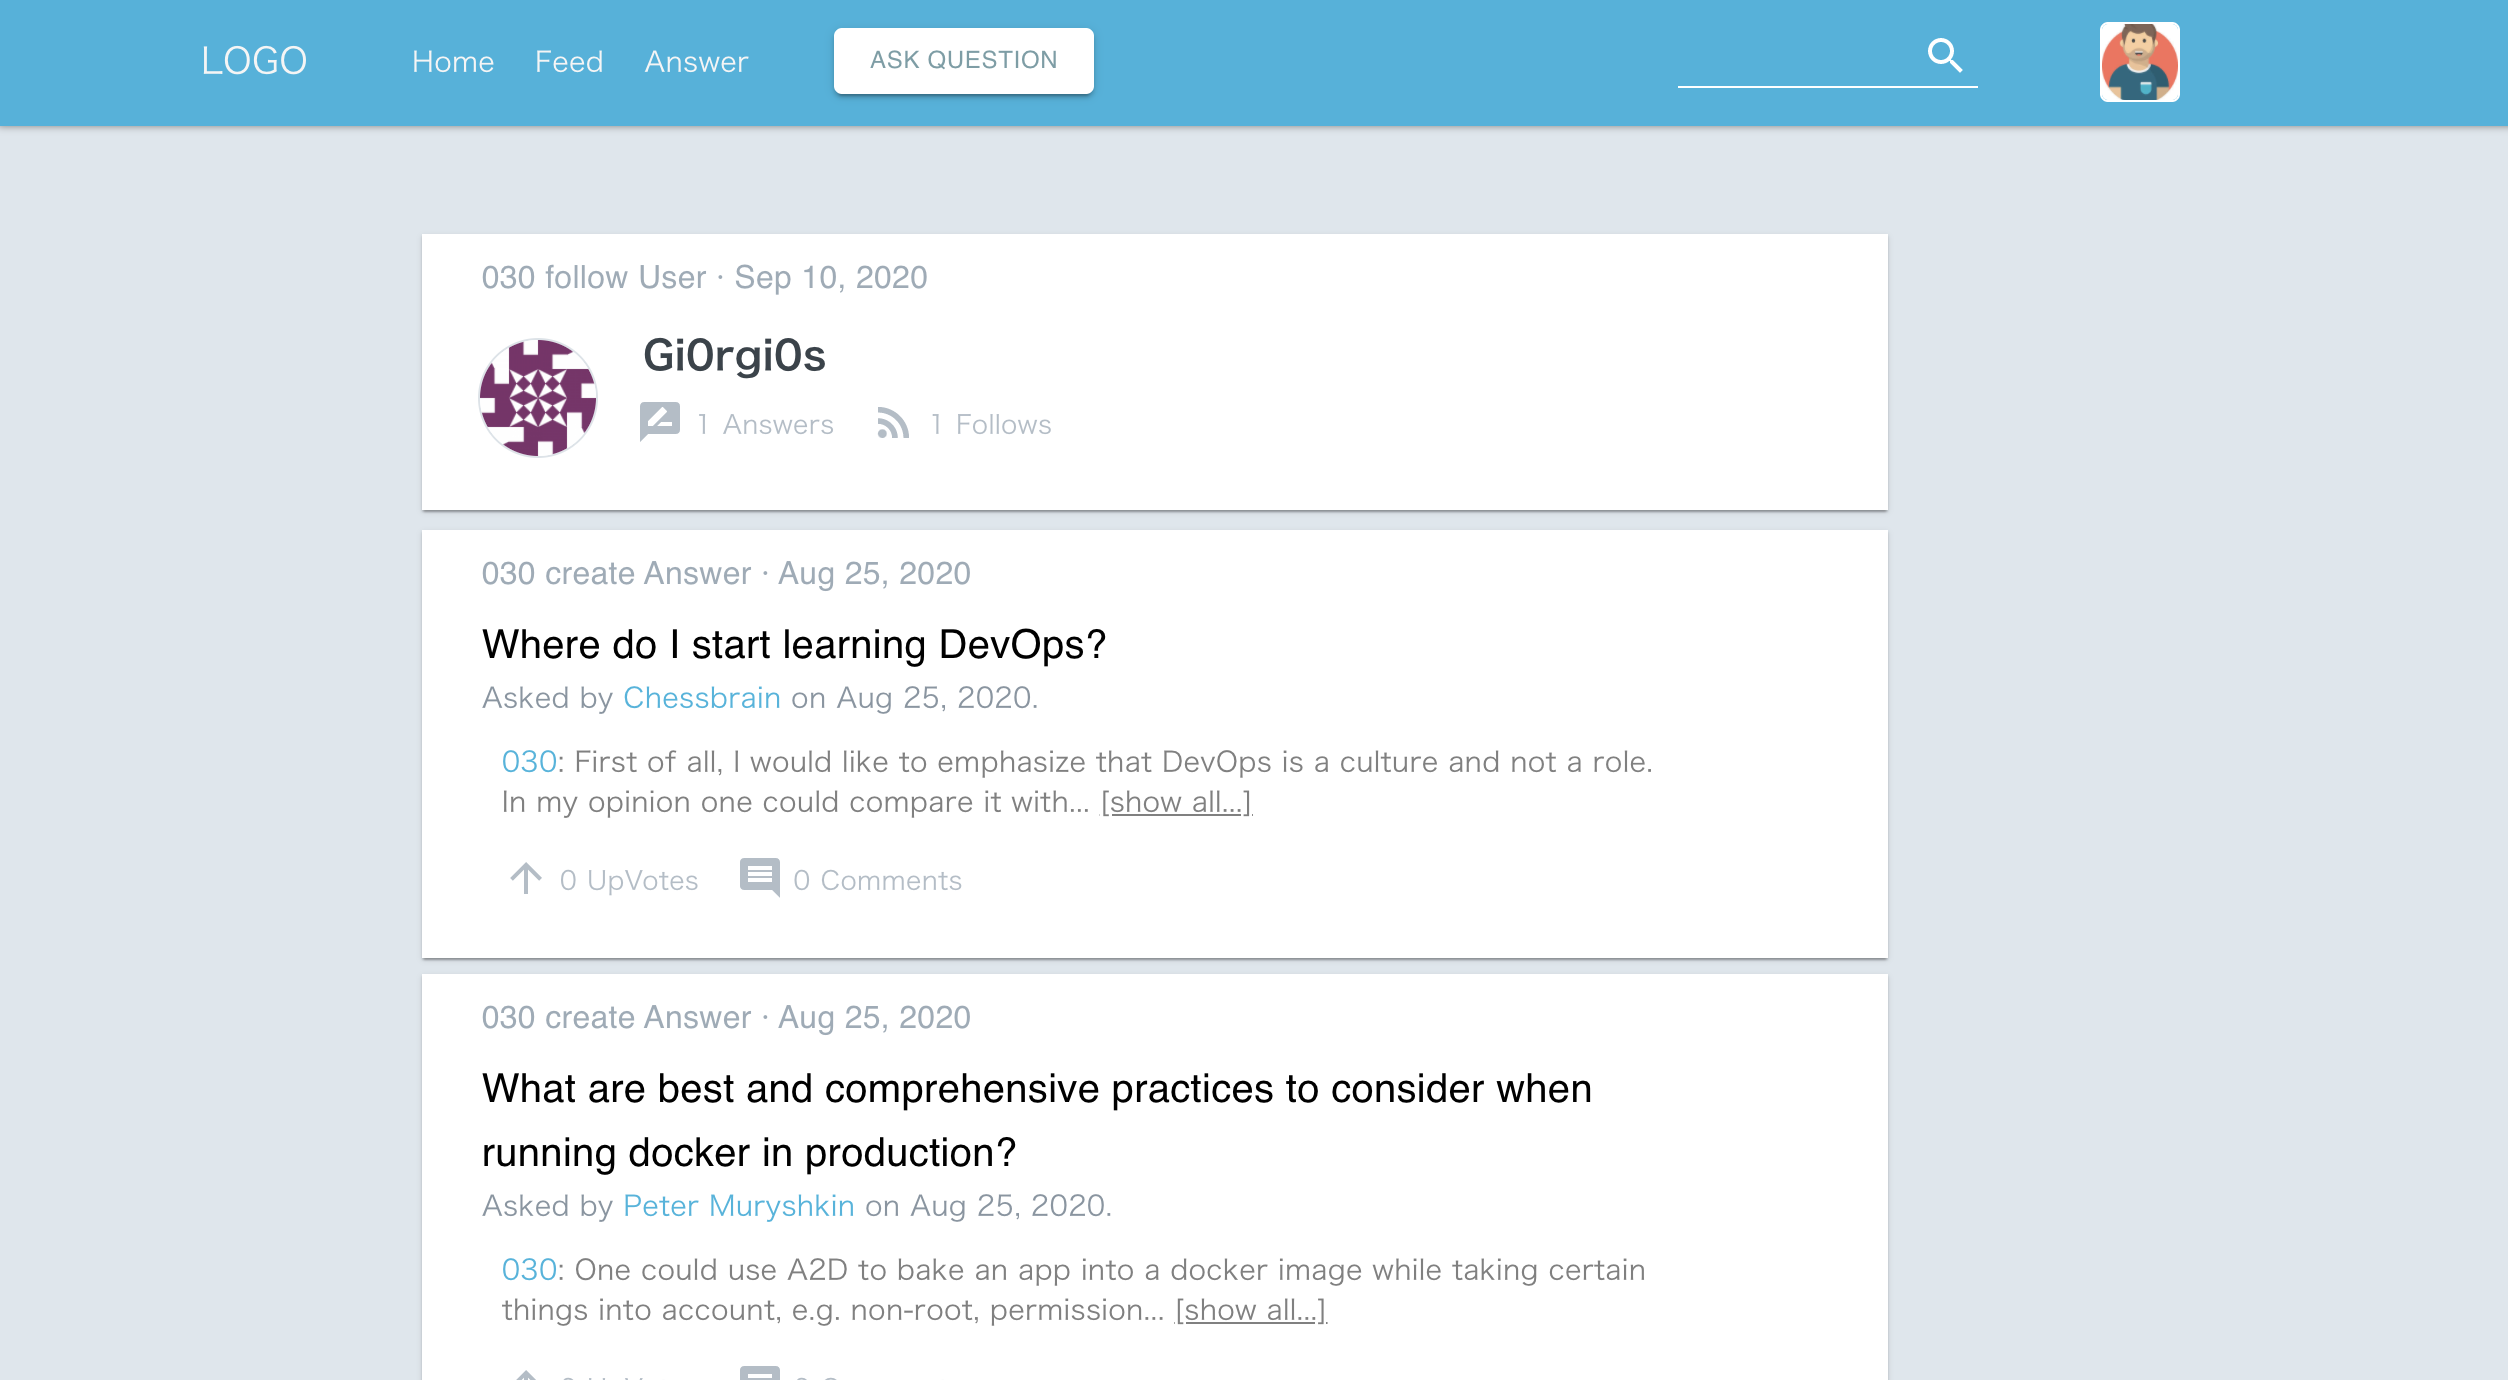 LOGO Home Feed Answer ASK QUESTION
030 follow User · Sep 10, 2020
Gi0rgi0s
1 Answers 1 Follows
030 create Answer · Aug 25, 2020
Where do I start learning DevOps?
Asked by Chessbrain on Aug 25, 2020.
030: First of all, I would like to emphasize that DevOps is a culture and not a role.
In my opinion one could compare it with... [show all...]
0 UpVotes 0 Comments
030 create Answer · Aug 25, 2020
What are best and comprehensive practices to consider when
running docker in production?
Asked by Peter Muryshkin on Aug 25, 2020.
030: One could use A2D to bake an app into a docker image while taking certain
things into account, e.g. non-root, permission... [show all...]